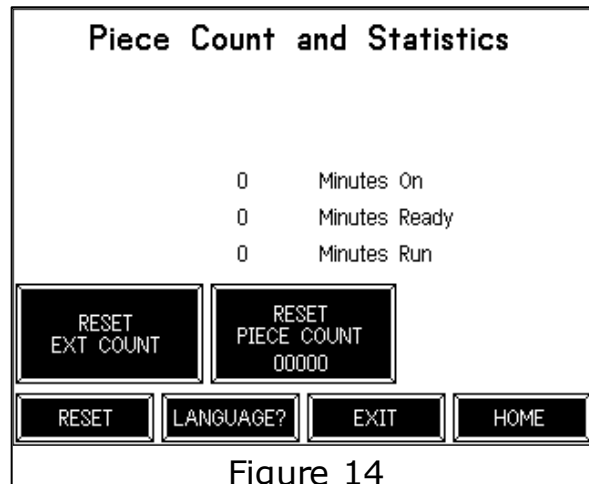 Piece Count and Statistics
0 Minutes On
0 Minutes Ready
0 Minutes Run
RESET
EXT COUNT
RESET
PIECE COUNT
00000
RESET
LANGUAGE?
EXIT
HOME
Figure 14